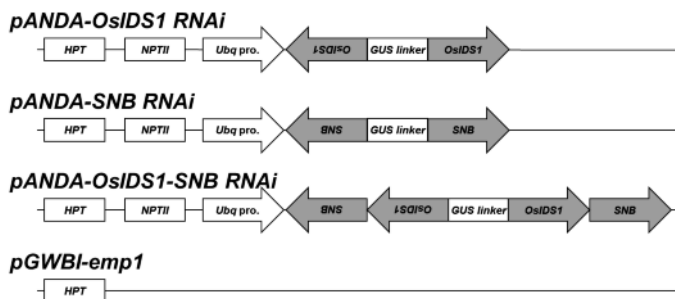 pANDA-OsIDS1 RNAi
HPT NPTII Ubq pro. OsIDS1 GUS linker OsIDS1
pANDA-SNB RNAi
HPT NPTII Ubq pro. SNB GUS linker SNB
pANDA-OsIDS1-SNB RNAi
HPT NPTII Ubq pro. SNB OsIDS1 GUS linker OsIDS1 SNB
pGWBI-emp1
HPT